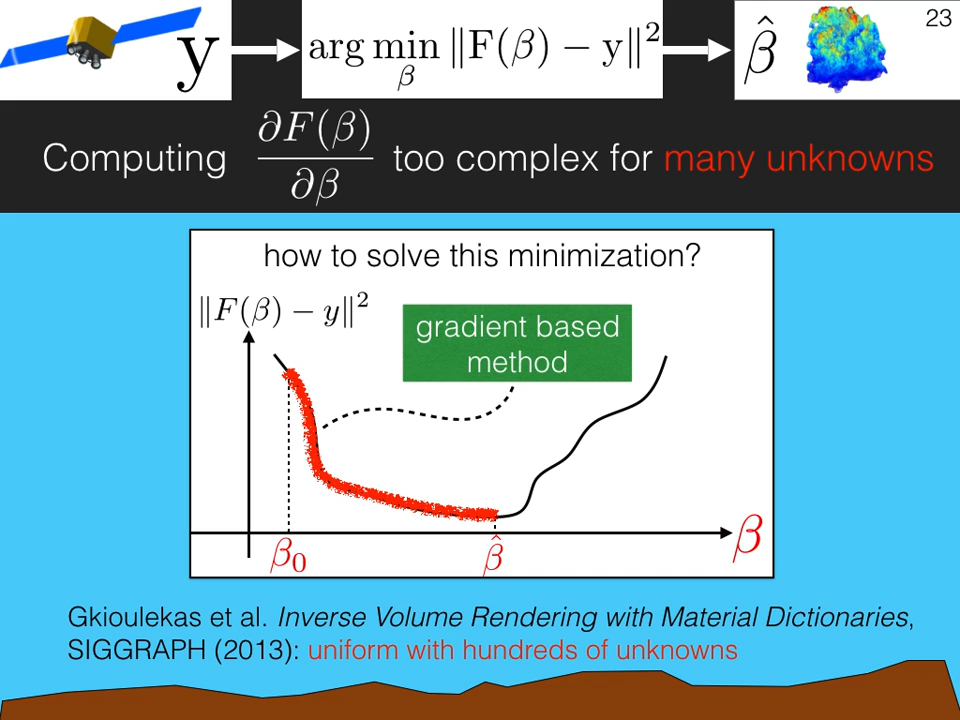 23
y arg min_β ‖F(β) − y‖² β̂
Computing ∂F(β)/∂β too complex for many unknowns
how to solve this minimization?
‖F(β) − y‖²
gradient based
method
β₀ β̂ β
Gkioulekas et al. Inverse Volume Rendering with Material Dictionaries,
SIGGRAPH (2013): uniform with hundreds of unknowns